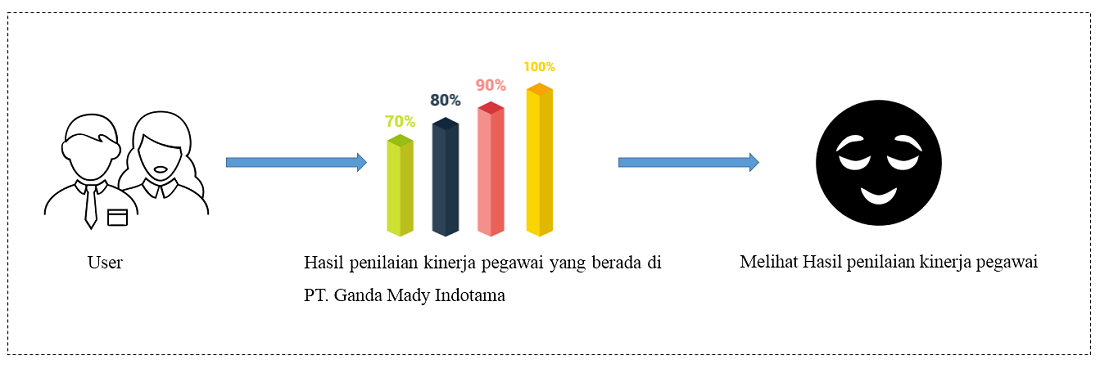 70%
80%
90%
100%
User
Hasil penilaian kinerja pegawai yang berada di
PT. Ganda Mady Indotama
Melihat Hasil penilaian kinerja pegawai